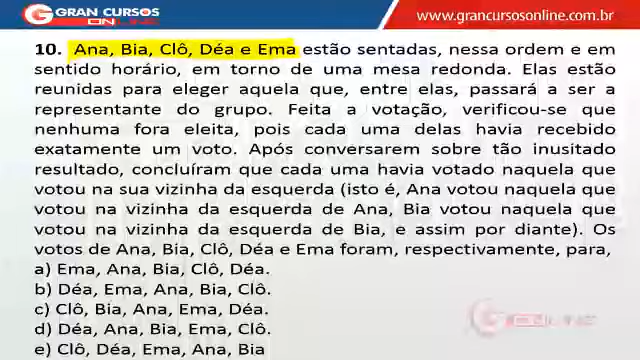 GRAN CURSOS
ONLINE
www.grancursosonline.com.br
10. Ana, Bia, Clô, Déa e Ema estão sentadas, nessa ordem e em
sentido horário, em torno de uma mesa redonda. Elas estão
reunidas para eleger aquela que, entre elas, passará a ser a
representante do grupo. Feita a votação, verificou-se que
nenhuma fora eleita, pois cada uma delas havia recebido
exatamente um voto. Após conversarem sobre tão inusitado
resultado, concluíram que cada uma havia votado naquela que
votou na sua vizinha da esquerda (isto é, Ana votou naquela que
votou na vizinha da esquerda de Ana, Bia votou naquela que
votou na vizinha da esquerda de Bia, e assim por diante). Os
votos de Ana, Bia, Clô, Déa e Ema foram, respectivamente, para,
a) Ema, Ana, Bia, Clô, Déa.
b) Déa, Ema, Ana, Bia, Clô.
c) Clô, Bia, Ana, Ema, Déa.
d) Déa, Ana, Bia, Ema, Clô.
e) Clô, Déa, Ema, Ana, Bia